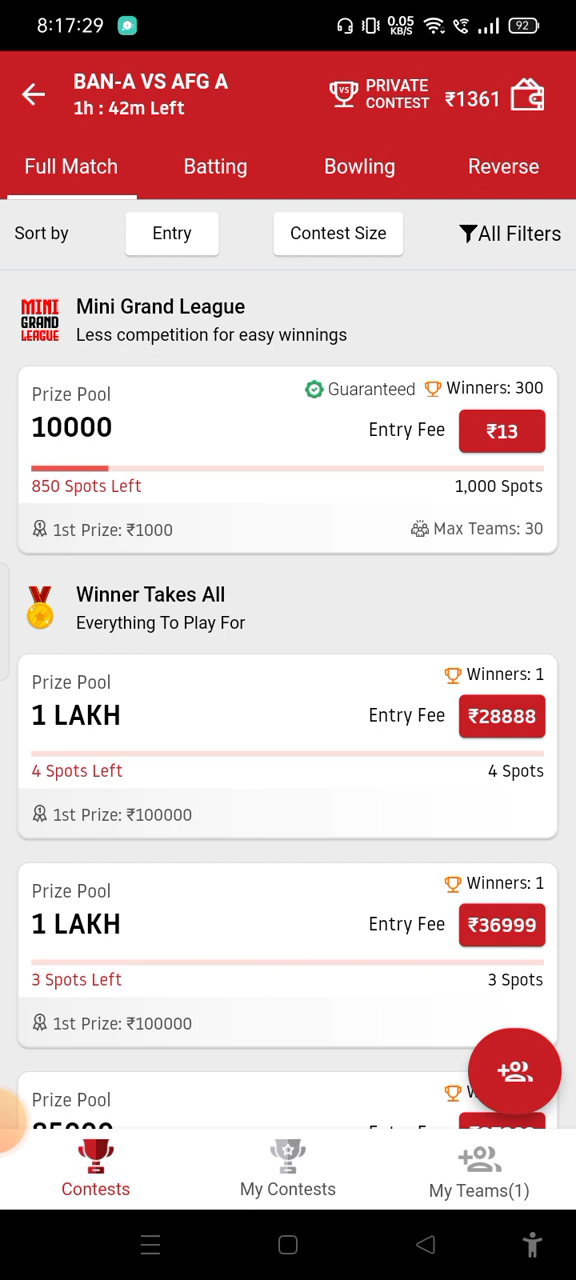 8:17:29
0.05
KB/S
92
BAN-A VS AFG A
1h : 42m Left
VS
PRIVATE
CONTEST
₹1361
Full Match
Batting
Bowling
Reverse
Sort by
Entry
Contest Size
All Filters
MINI
GRAND
LEAGUE
Mini Grand League
Less competition for easy winnings
Prize Pool
Guaranteed
Winners: 300
10000
Entry Fee
₹13
850 Spots Left
1,000 Spots
1st Prize: ₹1000
Max Teams: 30
Winner Takes All
Everything To Play For
Prize Pool
Winners: 1
1 LAKH
Entry Fee
₹28888
4 Spots Left
4 Spots
1st Prize: ₹100000
Prize Pool
Winners: 1
1 LAKH
Entry Fee
₹36999
3 Spots Left
3 Spots
1st Prize: ₹100000
Prize Pool
Contests
My Contests
My Teams(1)